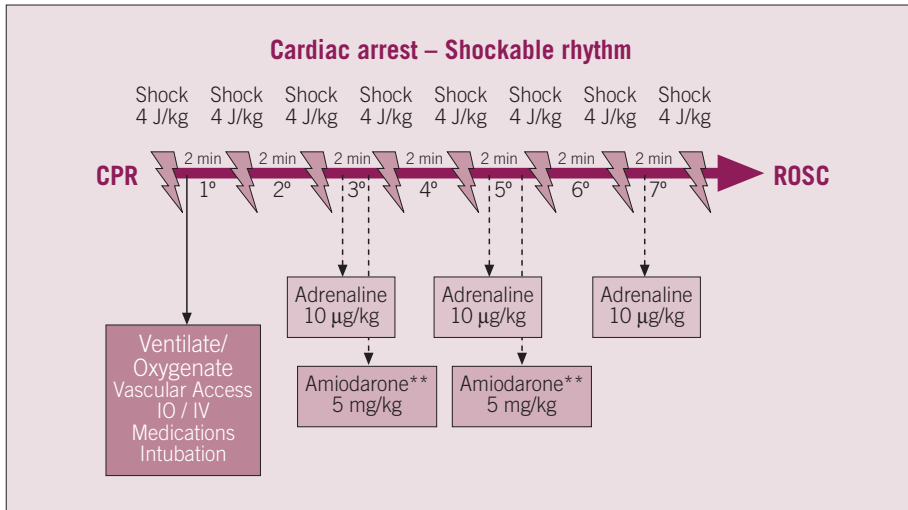 Cardiac arrest – Shockable rhythm
Shock Shock Shock Shock Shock Shock Shock Shock
4 J/kg 4 J/kg 4 J/kg 4 J/kg 4 J/kg 4 J/kg 4 J/kg 4 J/kg
2 min 2 min 2 min 2 min 2 min 2 min 2 min
CPR ROSC
1º 2º 3º 4º 5º 6º 7º
Adrenaline Adrenaline Adrenaline
10 µg/kg 10 µg/kg 10 µg/kg
Ventilate/
Oxygenate
Vascular Access
IO / IV
Medications
Intubation
Amiodarone** Amiodarone**
5 mg/kg 5 mg/kg